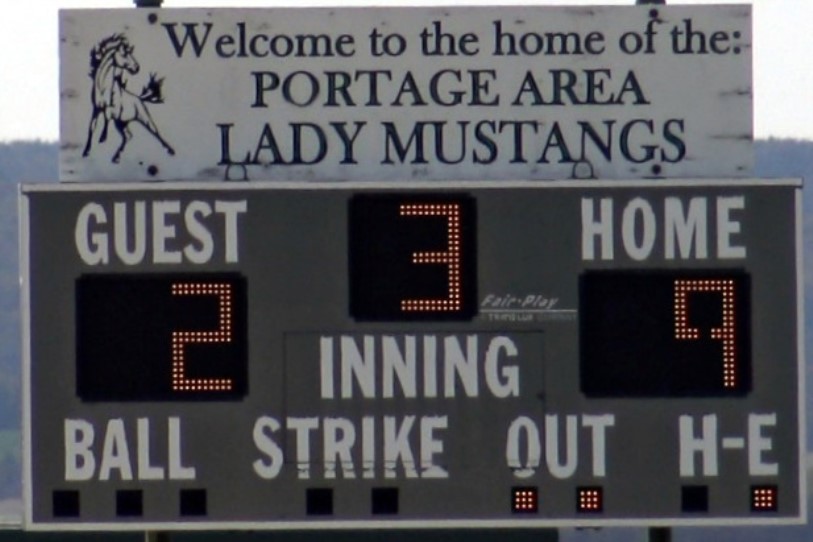 Welcome to the home of the:
PORTAGE AREA
LADY MUSTANGS
GUEST 3 HOME
2 9
Fair-Play
INNING
BALL STRIKE OUT H-E